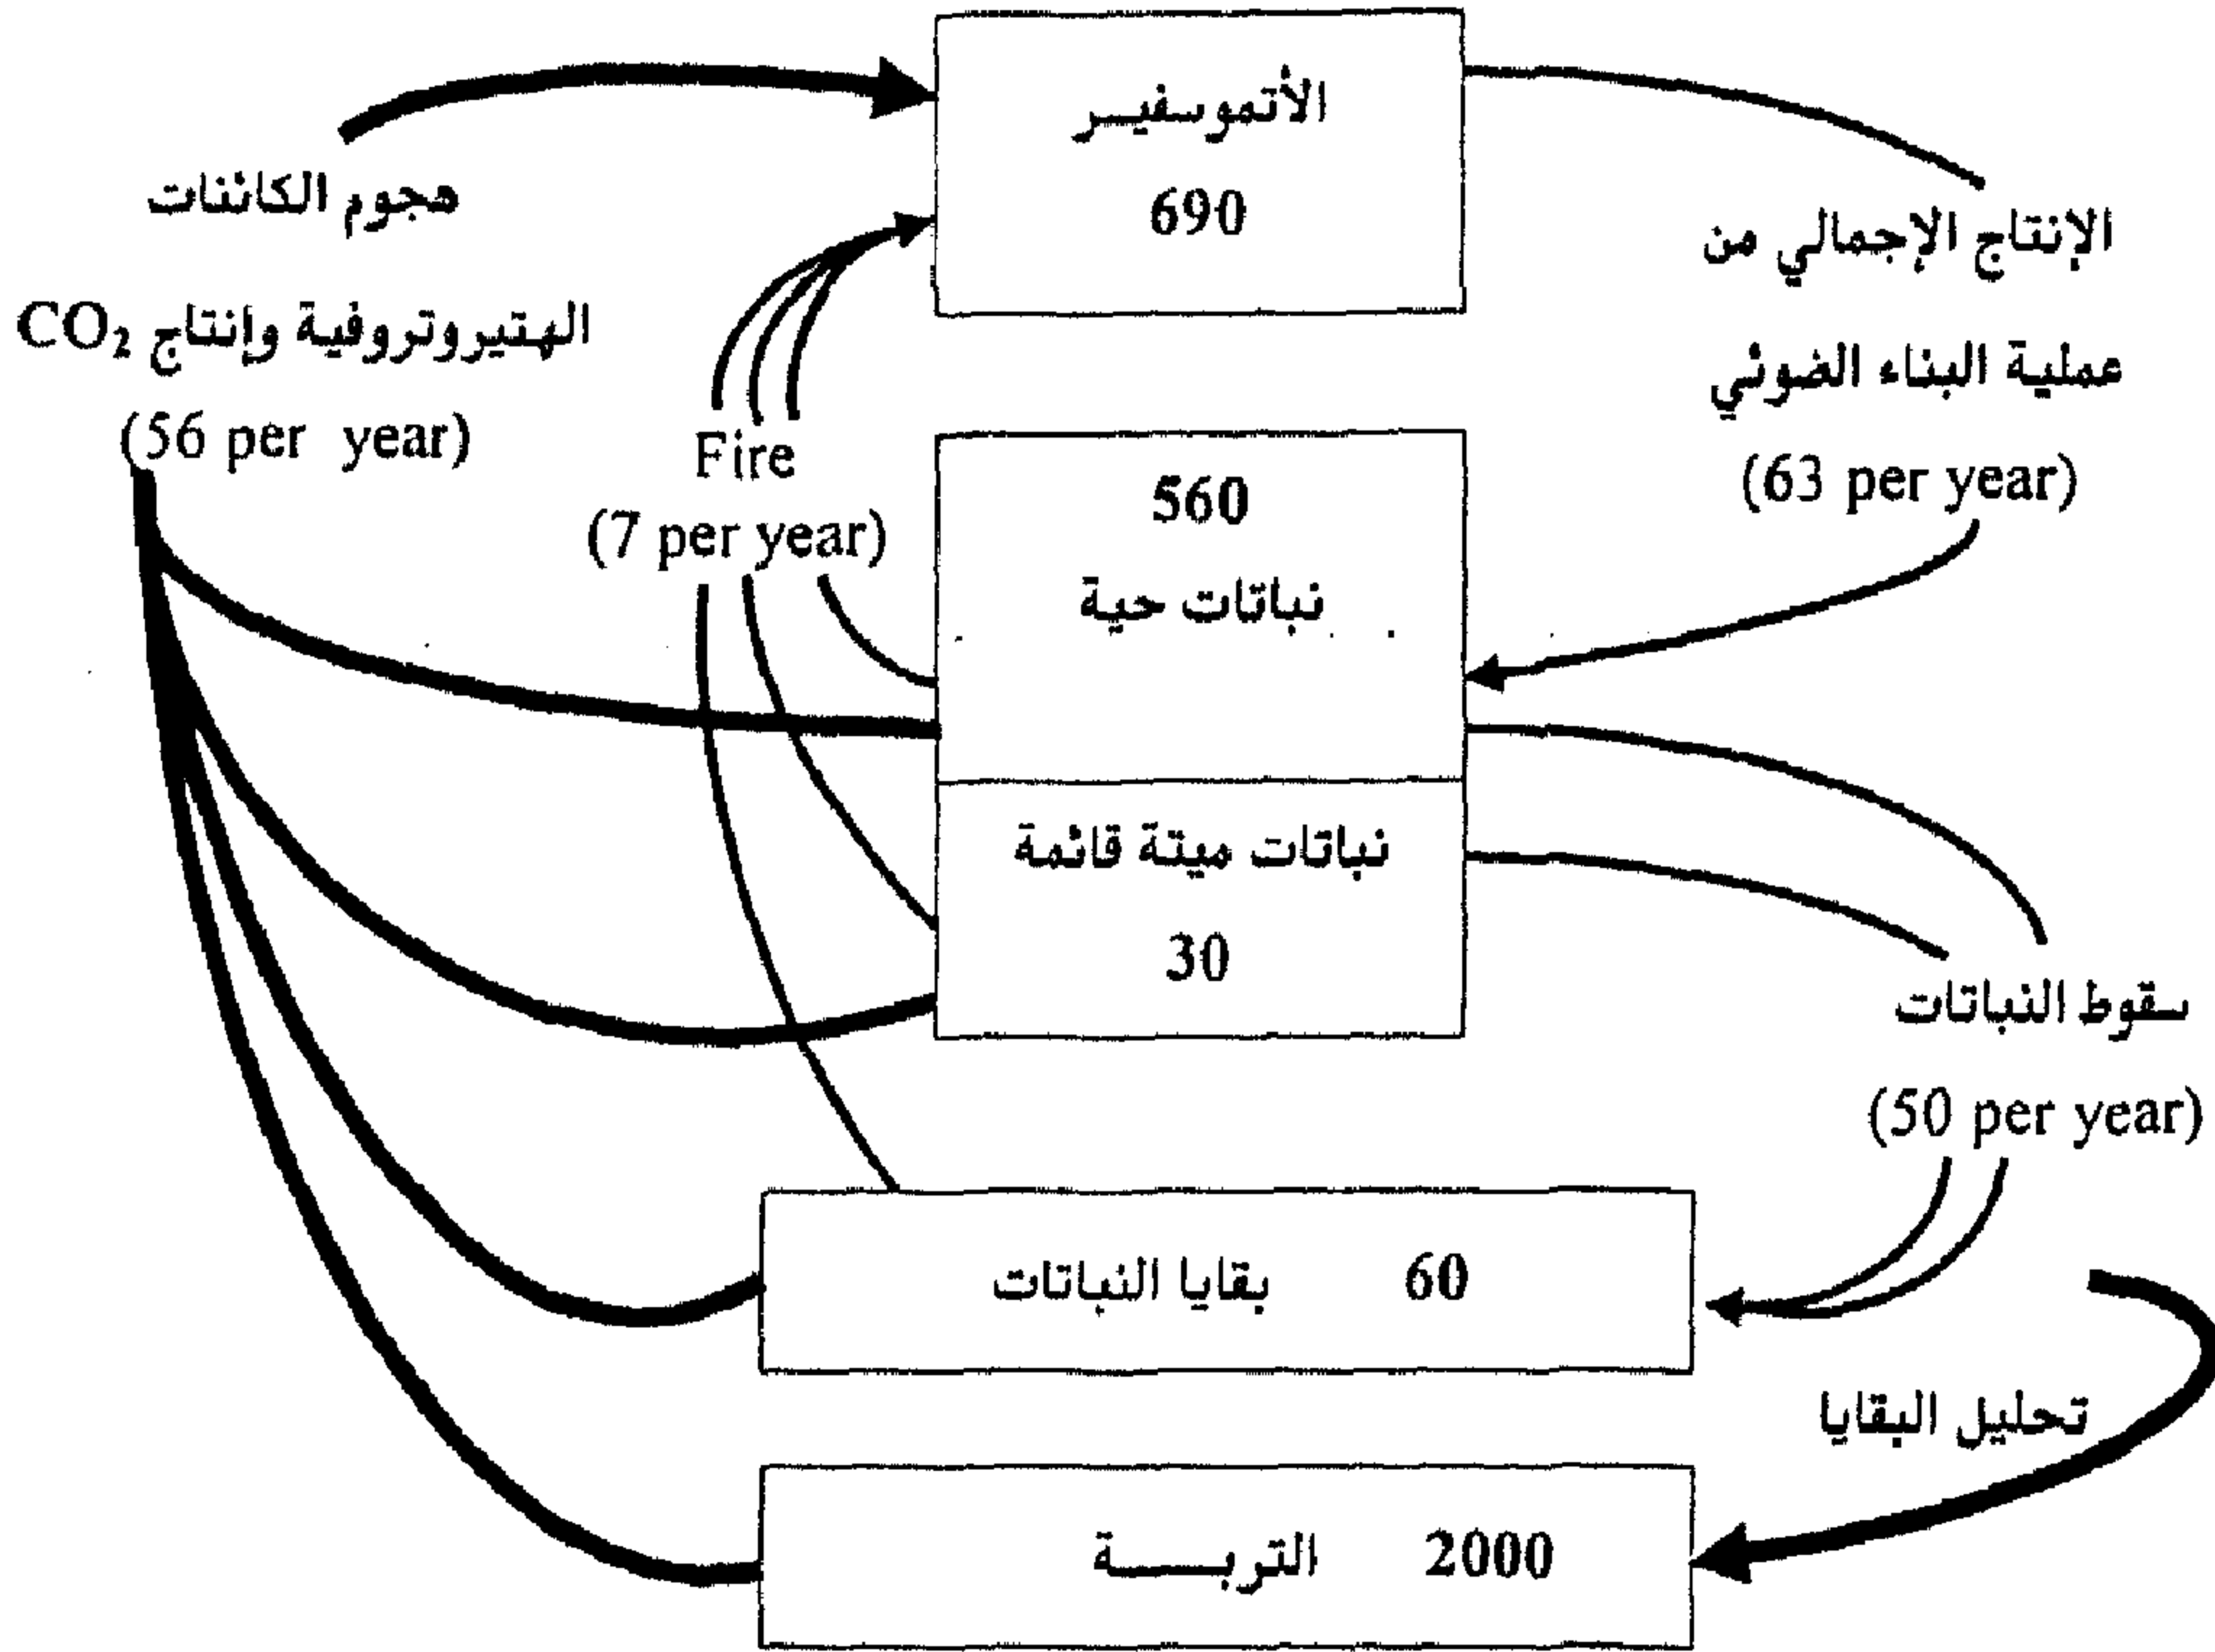 الأتموسفيـر
690
هجوم الكائنات
الهتيروتروفية وإنتاج CO₂
(56 per year)
الإنتاج الإجمالي من
عملية البناء الضوئي
(63 per year)
Fire
(7 per year)
560
نباتات حية
نباتات ميتة قائمة
30
سقوط النباتات
(50 per year)
60 بقايا النباتات
تحليل البقايا
2000 التربـــــة